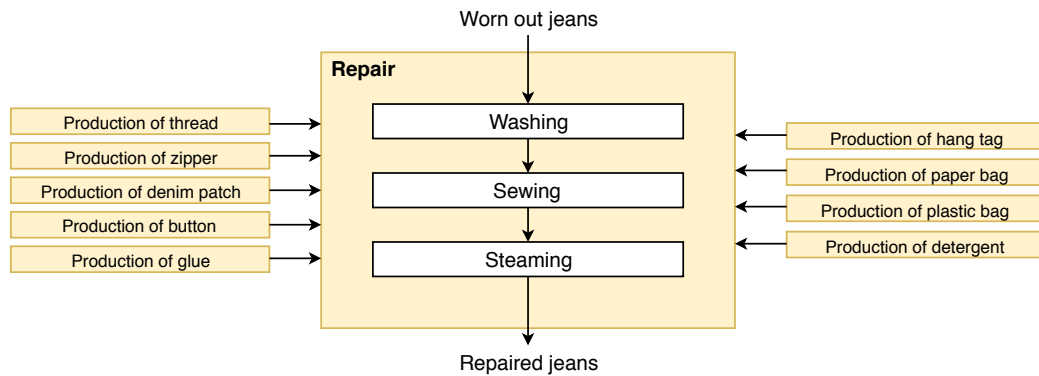 Worn out jeans
Repair
Washing
Sewing
Steaming
Repaired jeans
Production of thread
Production of zipper
Production of denim patch
Production of button
Production of glue
Production of hang tag
Production of paper bag
Production of plastic bag
Production of detergent